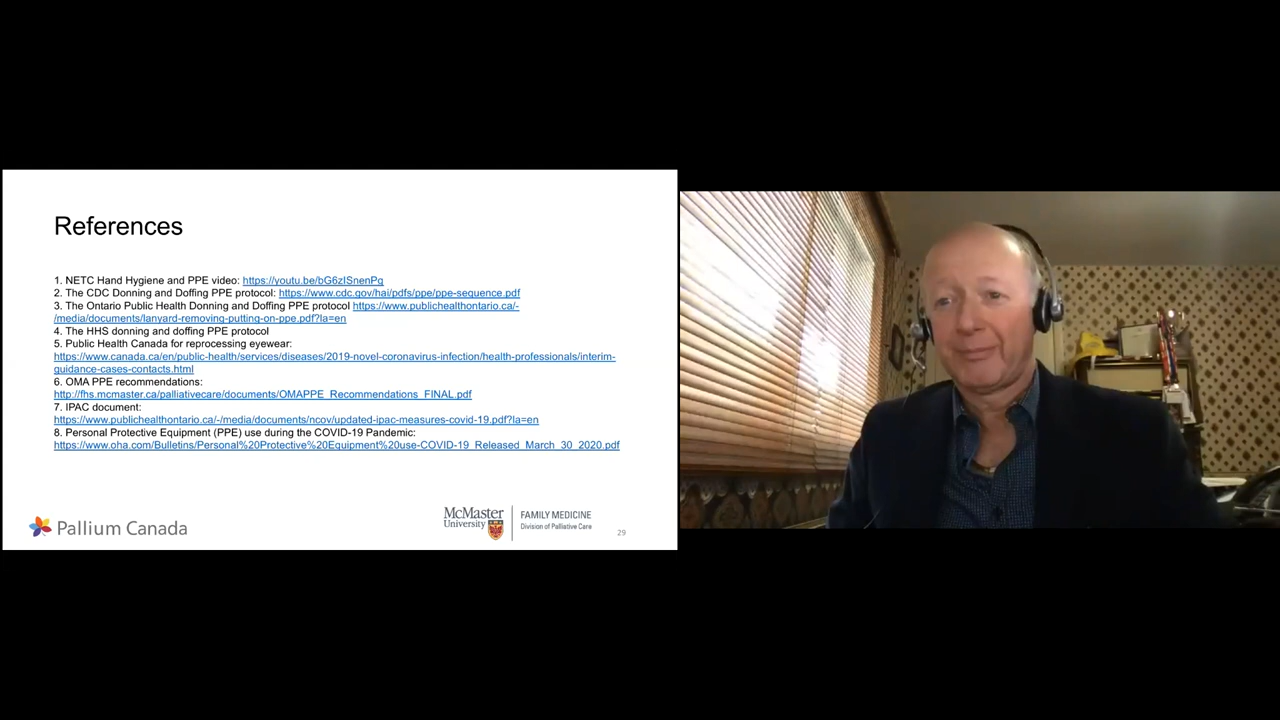 References
1. NETC Hand Hygiene and PPE video: https://youtu.be/bG6zISnenPg
2. The CDC Donning and Doffing PPE protocol: https://www.cdc.gov/hai/pdfs/ppe/ppe-sequence.pdf
3. The Ontario Public Health Donning and Doffing PPE protocol https://www.publichealthontario.ca/-
/media/documents/lanyard-removing-putting-on-ppe.pdf?la=en
4. The HHS donning and doffing PPE protocol
5. Public Health Canada for reprocessing eyewear:
https://www.canada.ca/en/public-health/services/diseases/2019-novel-coronavirus-infection/health-professionals/interim-
guidance-cases-contacts.html
6. OMA PPE recommendations:
http://fhs.mcmaster.ca/palliativecare/documents/OMAPPE_Recommendations_FINAL.pdf
7. IPAC document:
https://www.publichealthontario.ca/-/media/documents/ncov/updated-ipac-measures-covid-19.pdf?la=en
8. Personal Protective Equipment (PPE) use during the COVID-19 Pandemic:
https://www.oha.com/Bulletins/Personal%20Protective%20Equipment%20use-COVID-19_Released_March_30_2020.pdf
Pallium Canada
McMaster
University
FAMILY MEDICINE
Division of Palliative Care
29